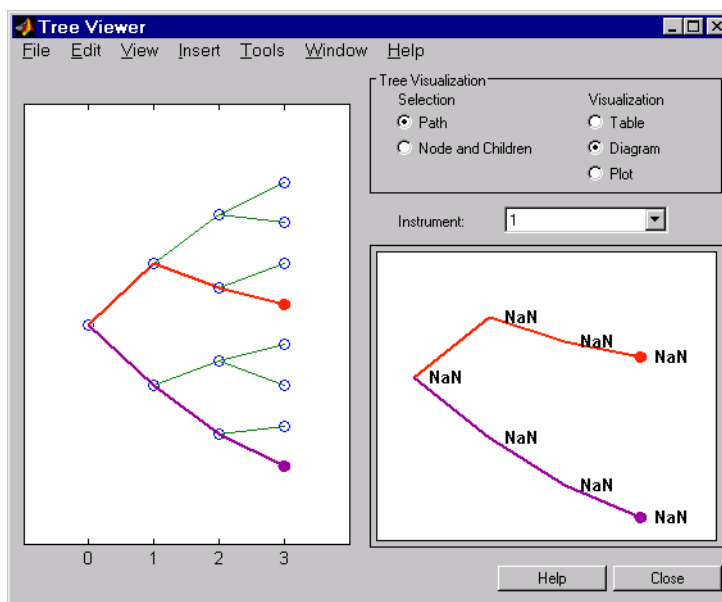 Tree Viewer
File Edit View Insert Tools Window Help
Tree Visualization
Selection
Visualization
Path
Table
Node and Children
Diagram
Plot
Instrument:
1
NaN
NaN
NaN
NaN
NaN
NaN
NaN
0 1 2 3
Help
Close